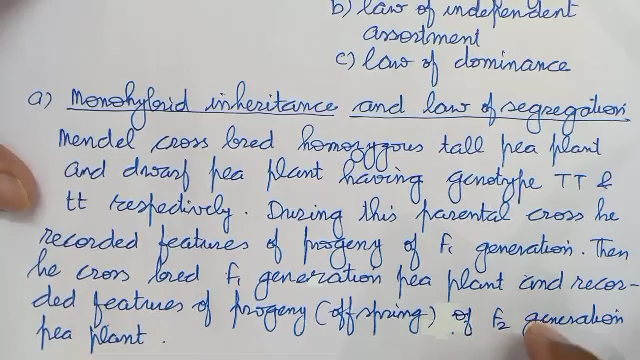 b) law of independent
assortment
c) law of dominance
a) Monohybrid inheritance and law of segregation
Mendel cross bred homozygous tall pea plant
and dwarf pea plant having genotype TT &
tt respectively. During this parental cross he
recorded features of progeny of F₁ generation. Then
he cross bred F₁ generation pea plant and recor-
ded features of progeny (offspring) of F₂ generation
pea plant.